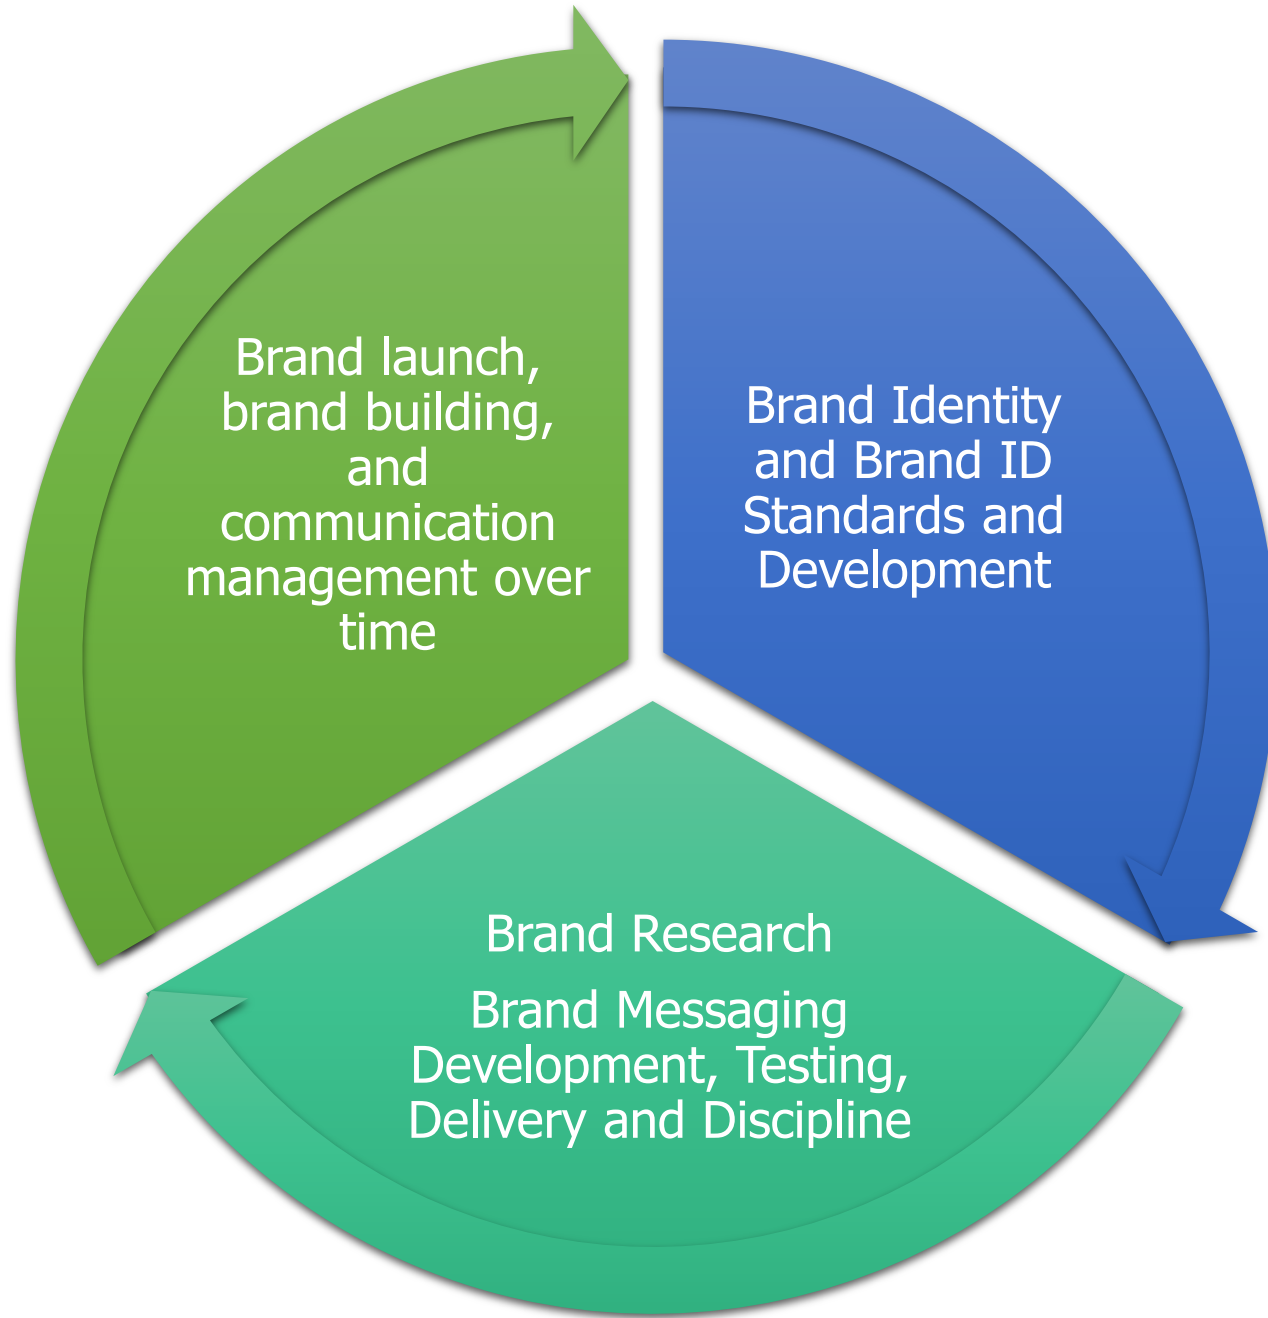 Brand launch,
brand building,
and
communication
management over
time
Brand Identity
and Brand ID
Standards and
Development
Brand Research
Brand Messaging
Development, Testing,
Delivery and Discipline